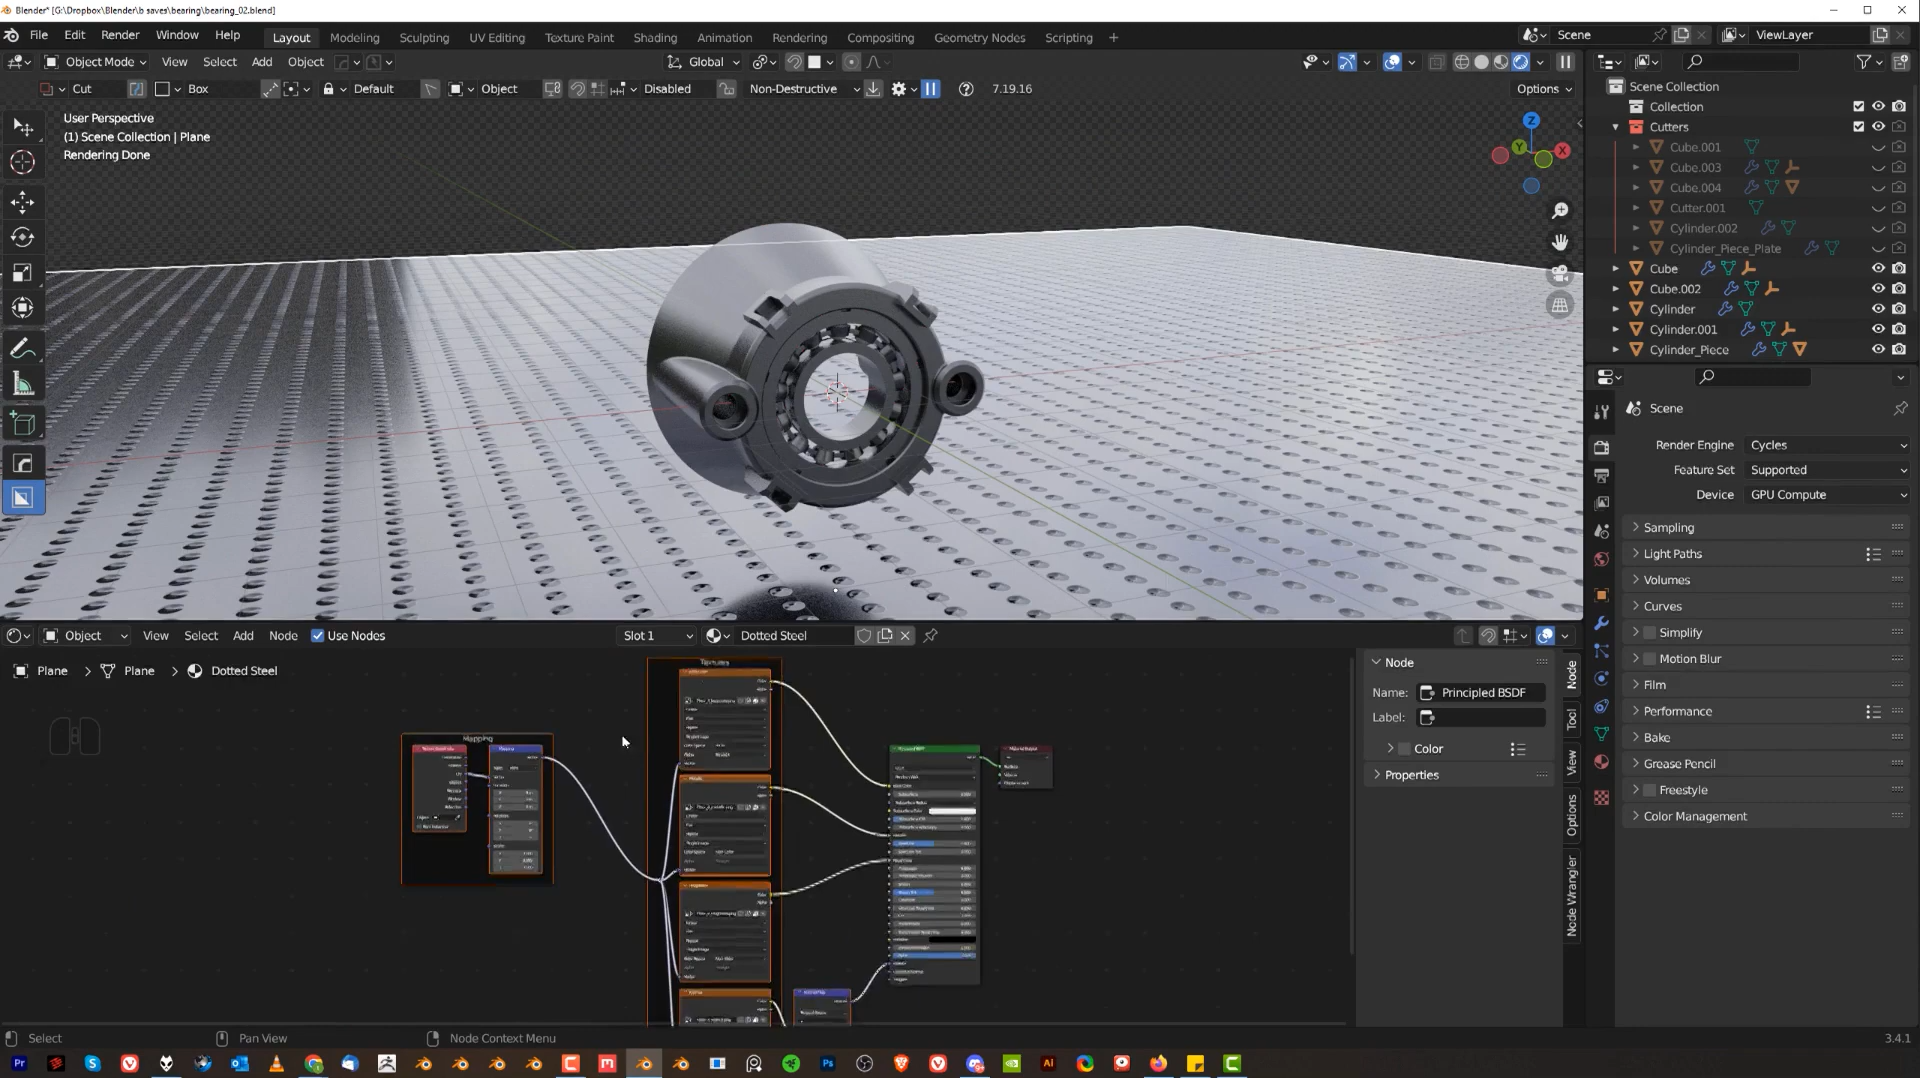 Blender* [G:\Dropbox\Blender\b saves\bearing\bearing_02.blend]
File Edit Render Window Help Layout Modeling Sculpting UV Editing Texture Paint Shading Animation Rendering Compositing Geometry Nodes Scripting + Scene ViewLayer
Object Mode View Select Add Object Global
Cut Box Default Object Disabled Non-Destructive 7.19.16 Options
User Perspective
(1) Scene Collection | Plane
Rendering Done
Z
Y
X
Scene Collection
Collection
Cutters
Cube.001
Cube.003
Cube.004
Cutter.001
Cylinder.002
Cylinder_Piece_Plate
Cube
Cube.002
Cylinder
Cylinder.001
Cylinder_Piece
Scene
Render Engine Cycles
Feature Set Supported
Device GPU Compute
Sampling
Light Paths
Volumes
Curves
Simplify
Motion Blur
Film
Performance
Bake
Grease Pencil
Freestyle
Color Management
Object View Select Add Node Use Nodes Slot 1 Dotted Steel
Plane > Plane > Dotted Steel
Textures
Mapping
Mapping
Node
Name: Principled BSDF
Label:
Color
Properties
Node
Tool
View
Options
Node Wrangler
Select Pan View Node Context Menu 3.4.1